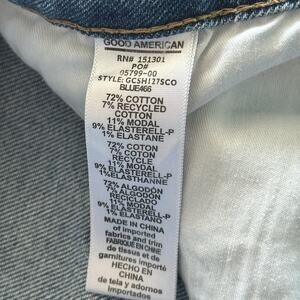 GOOD AMERICAN
RN# 151301
PO#
05799-00
STYLE: GCSH127SCO
BLUE466
72% COTTON
7% RECYCLED
COTTON
11% MODAL
9% ELASTERELL-P
1% ELASTANE
72% COTON
7% COTON
RECYCLÉ
11% MODAL
9% ELASTERELL-P
1% ELASTHANNE
72% ALGODÓN
7% ALGODÓN
RECICLADO
11% MODAL
9% ELASTERELL-P
1% ELASTANO
MADE IN CHINA
of imported
fabrics and trim
FABRIQUÉ EN CHINE
de tissus et de
garnitures importés
HECHO EN
CHINA
de tela y adornos
importados